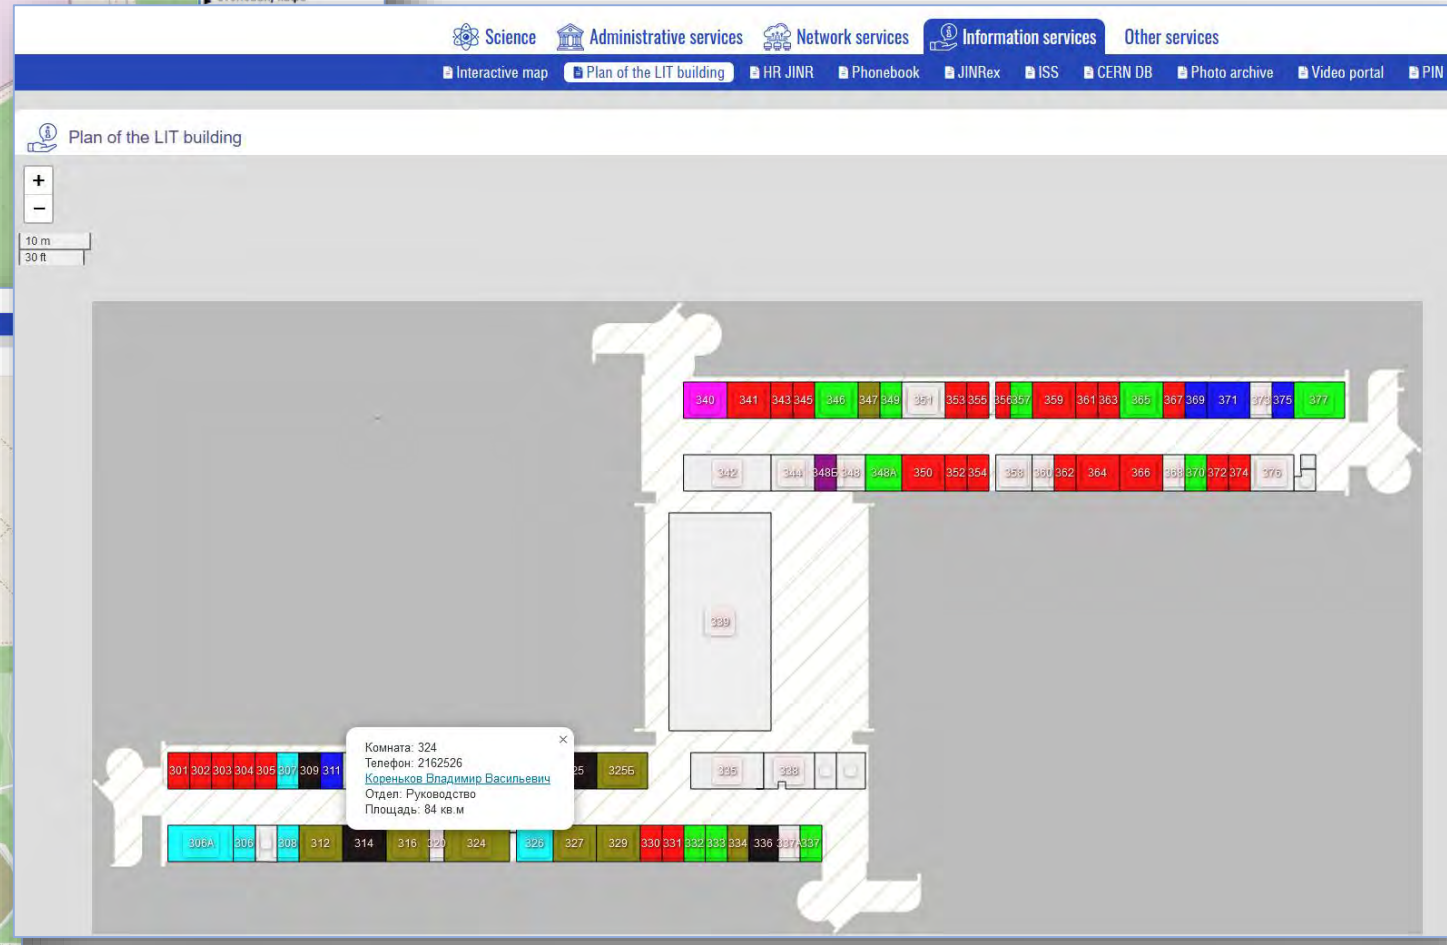 Science Administrative services Network services Information services Other services
Interactive map Plan of the LIT building HR JINR Phonebook JINRex ISS CERN DB Photo archive Video portal PIN
Plan of the LIT building
+
−
10 m
30 ft
340 341 343 345 346 347 349 351 353 355 356 357 359 361 363 365 367 369 371 373 375 377
342 344 348Б 348 348A 350 352 354 358 360 362 364 366 368 370 372 374 376
339
Комната: 324
Телефон: 2162526
Кореньков Владимир Васильевич
Отдел: Руководство
Площадь: 84 кв.м
×
301 302 303 304 305 307 309 311 25 325Б 335 338
306A 306 308 312 314 316 320 324 326 327 329 330 331 332 333 334 336 337A 337